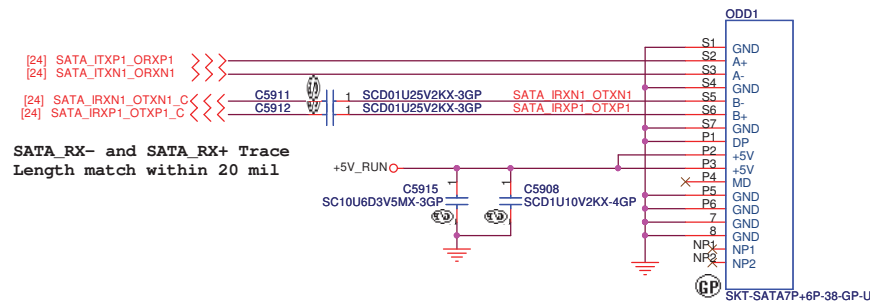 ODD1
S1 GND
[24] SATA_ITXP1_ORXP1 S2 A+
[24] SATA_ITXN1_ORXN1 S3 A-
S4 GND
[24] SATA_IRXN1_OTXN1_C C5911 1 SCD01U25V2KX-3GP SATA_IRXN1_OTXN1 S5 B-
[24] SATA_IRXP1_OTXP1_C C5912 1 SCD01U25V2KX-3GP SATA_IRXP1_OTXP1 S6 B+
S7 GND
P1 DP
SATA_RX- and SATA_RX+ Trace
Length match within 20 mil
P2 +5V
+5V_RUN P3 +5V
P4 MD
1 C5915 1 C5908
P5 GND
SC10U6D3V5MX-3GP SCD1U10V2KX-4GP
P6 GND
7 GND
8 GND
NP1 NP1
NP2 NP2
GP
SKT-SATA7P+6P-38-GP-U